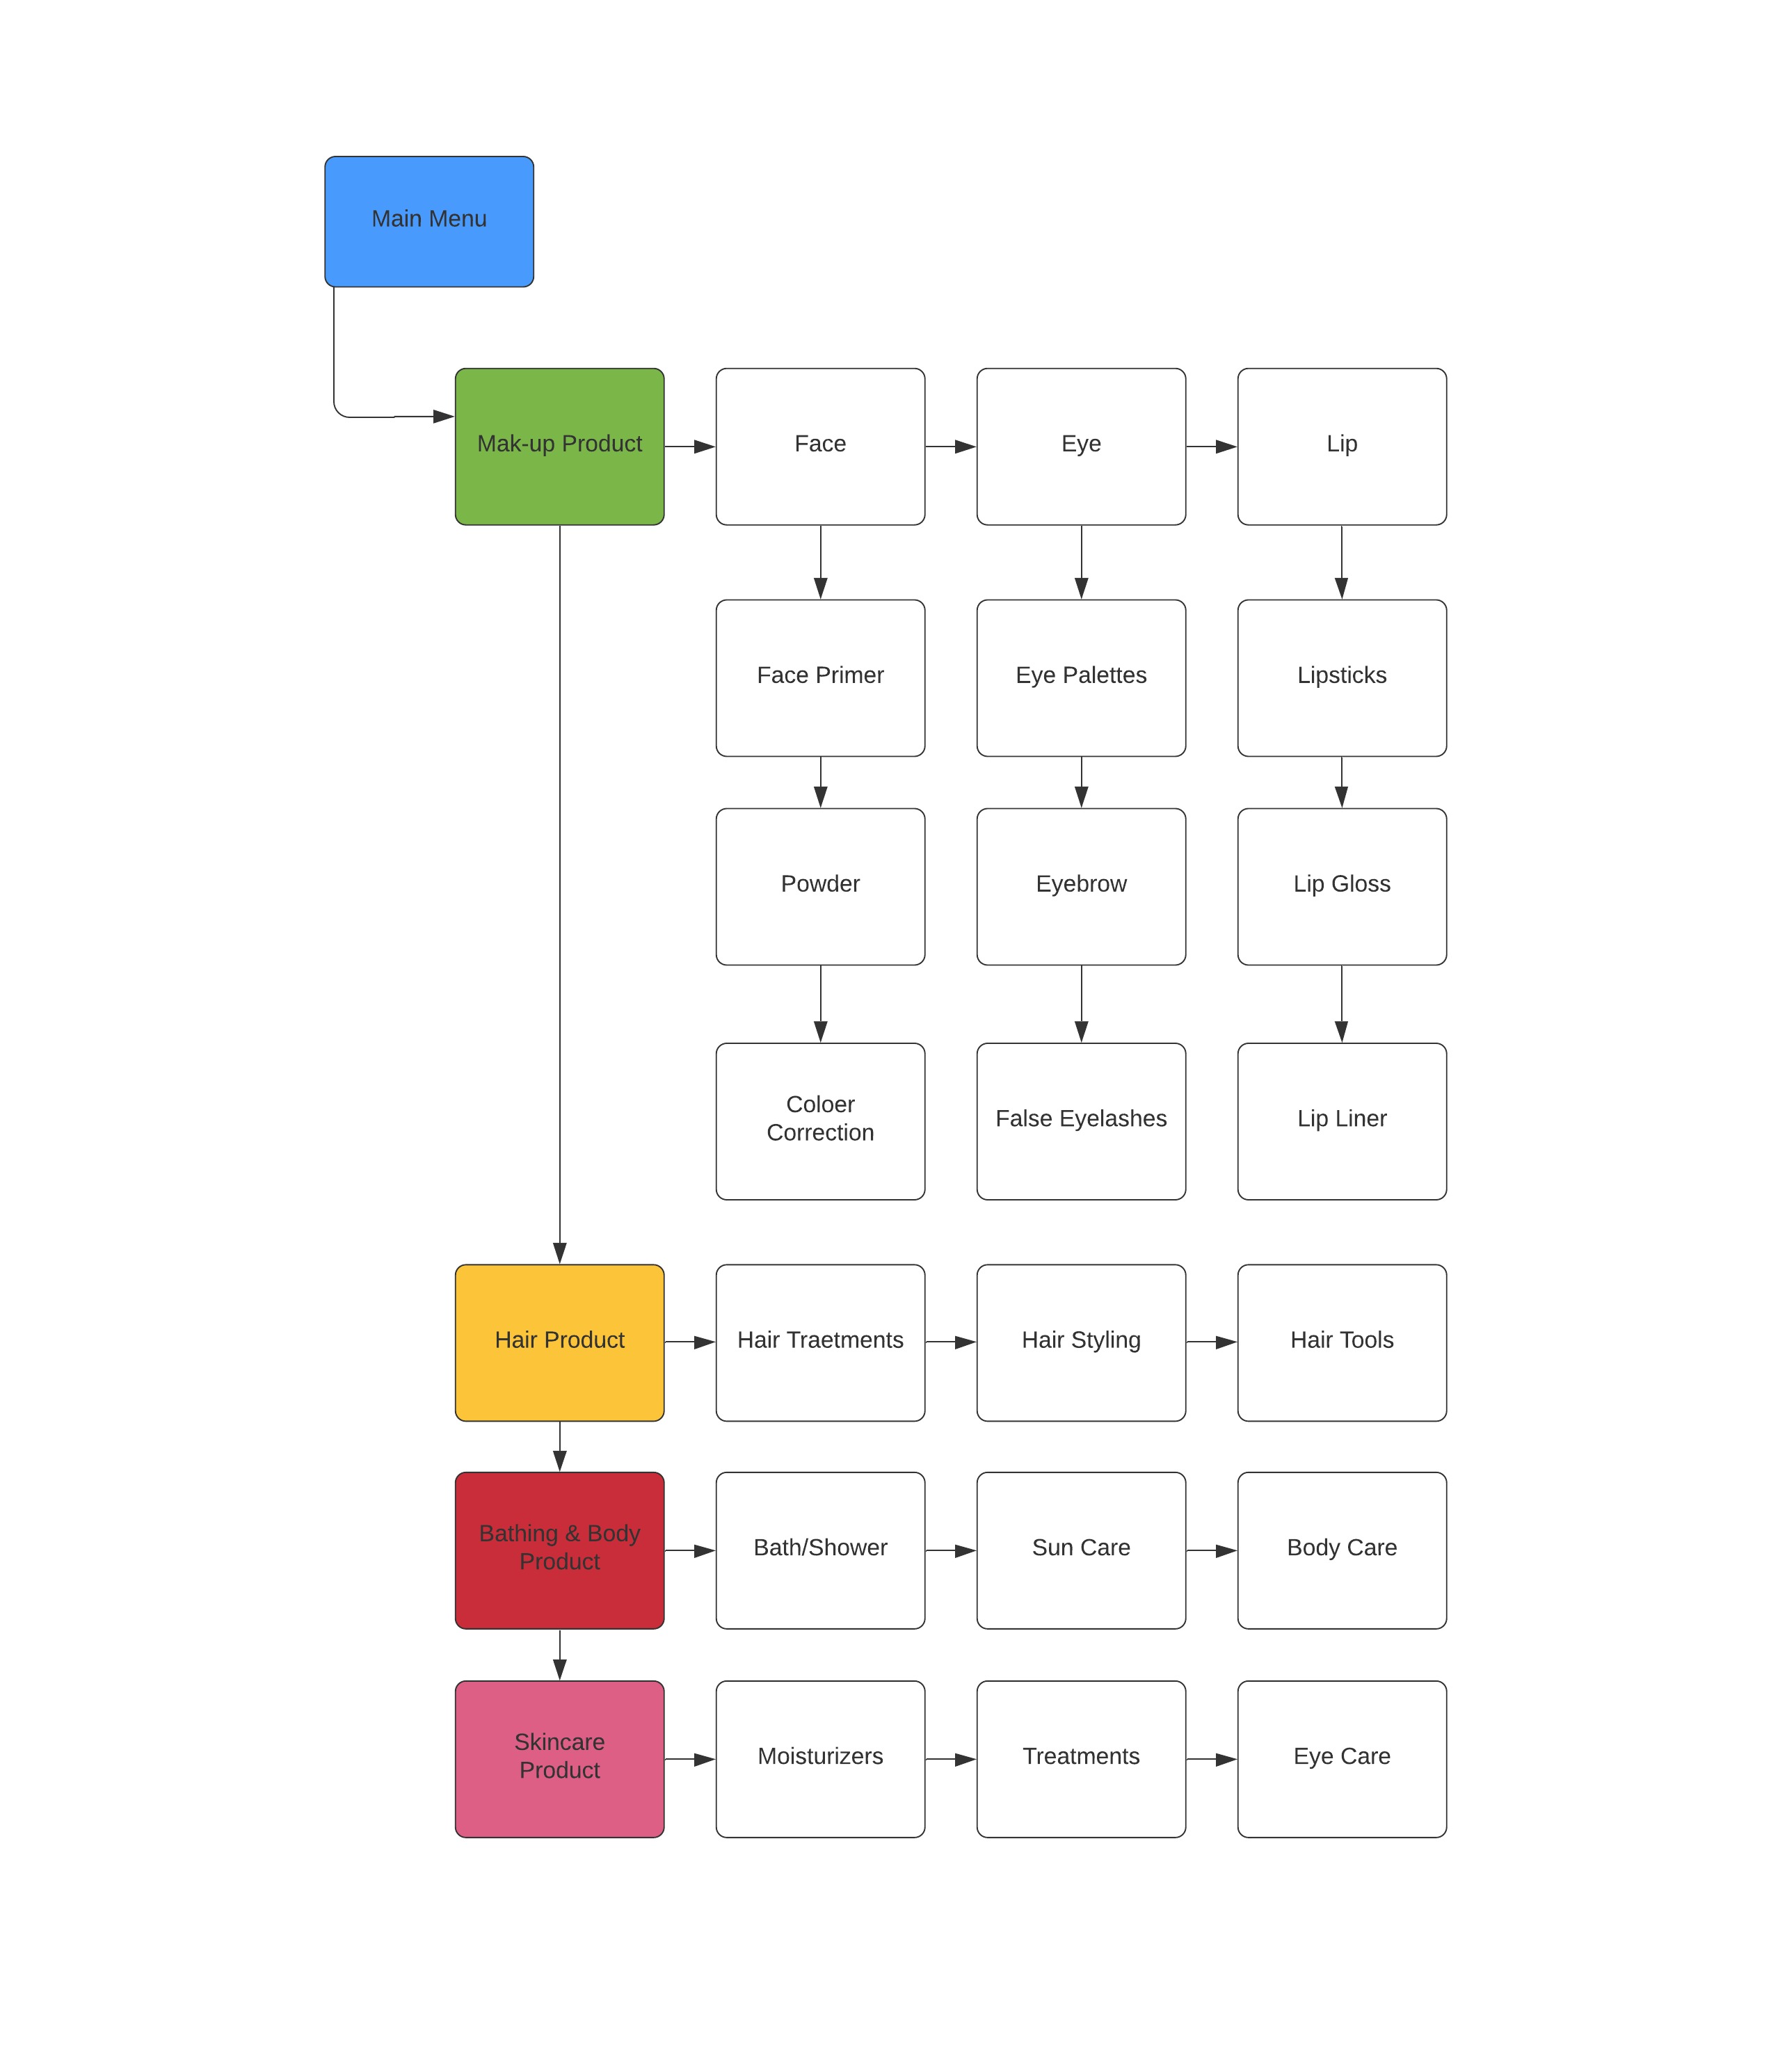 Main Menu
Mak-up Product
Face
Eye
Lip
Face Primer
Eye Palettes
Lipsticks
Powder
Eyebrow
Lip Gloss
Coloer
Correction
False Eyelashes
Lip Liner
Hair Product
Hair Traetments
Hair Styling
Hair Tools
Bathing & Body
Product
Bath/Shower
Sun Care
Body Care
Skincare
Product
Moisturizers
Treatments
Eye Care